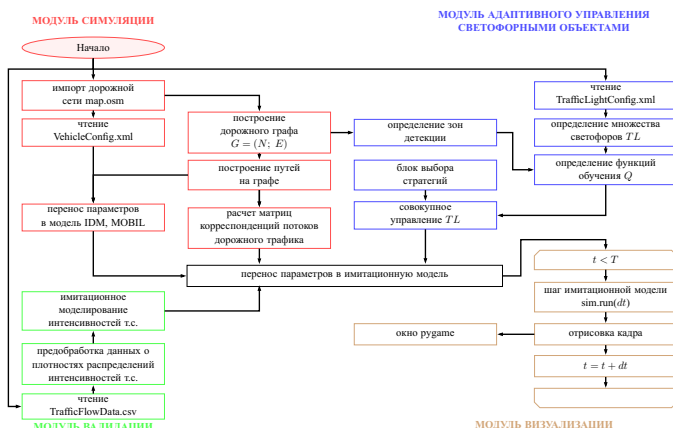 МОДУЛЬ СИМУЛЯЦИИ
МОДУЛЬ АДАПТИВНОГО УПРАВЛЕНИЯ
СВЕТОФОРНЫМИ ОБЪЕКТАМИ
Начало
импорт дорожной
сети map.osm
чтение
VehicleConfig.xml
построение
дорожного графа
G = (N; E)
построение путей
на графе
перенос параметров
в модель IDM, MOBIL
расчет матриц
корреспонденций потоков
дорожного трафика
определение зон
детекции
блок выбора
стратегий
совокупное
управление TL
чтение
TrafficLightConfig.xml
определение множества
светофоров TL
определение функций
обучения Q
перенос параметров в имитационную модель
t < T
шаг имитационной модели
sim.run(dt)
окно pygame
отрисовка кадра
t = t + dt
имитационное
моделирование
интенсивностей т.с.
предобработка данных о
плотностях распределений
интенсивностей т.с.
чтение
TrafficFlowData.csv
МОДУЛЬ ВАЛИДАЦИИ
МОДУЛЬ ВИЗУАЛИЗАЦИИ